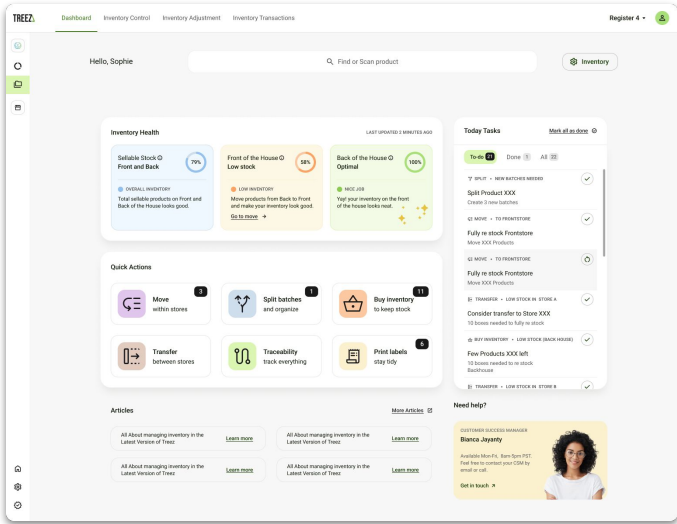 TREEZ
Dashboard
Inventory Control
Inventory Adjustment
Inventory Transactions
Register 4
Hello, Sophie
Find or Scan product
Inventory
Inventory Health
LAST UPDATED 2 MINUTES AGO
Sellable Stock
Front and Back
79%
OVERALL INVENTORY
Total sellable products on Front and
Back of the House looks good.
Front of the House
Low stock
58%
LOW INVENTORY
Move products from Back to Front
and make your inventory look good.
Go to move →
Back of the House
Optimal
100%
NICE JOB
Yay! your inventory on the front
of the house looks neat.
Quick Actions
3
Move
within stores
1
Split batches
and organize
11
Buy inventory
to keep stock
Transfer
between stores
Traceability
track everything
6
Print labels
stay tidy
Articles
More Articles
All About managing inventory in the
Latest Version of Treez
Learn more
All About managing inventory in the
Latest Version of Treez
Learn more
All About managing inventory in the
Latest Version of Treez
Learn more
All About managing inventory in the
Latest Version of Treez
Learn more
Today Tasks
Mark all as done
To-do 21
Done 1
All 22
SPLIT • NEW BATCHES NEEDED
Split Product XXX
Create 3 new batches
MOVE • TO FRONTSTORE
Fully re stock Frontstore
Move XXX Products
MOVE • TO FRONTSTORE
Fully re stock Frontstore
Move XXX Products
TRANSFER • LOW STOCK IN STORE A
Consider transfer to Store XXX
10 boxes needed to fully re stock
BUY INVENTORY • LOW STOCK (BACK HOUSE)
Few Products XXX left
10 boxes needed to re stock
Backhouse
TRANSFER • LOW STOCK IN STORE B
Need help?
CUSTOMER SUCCESS MANAGER
Bianca Jayanty
Available Mon-Fri, 8am-5pm PST.
Feel free to contact your CSM by
email or call.
Get in touch